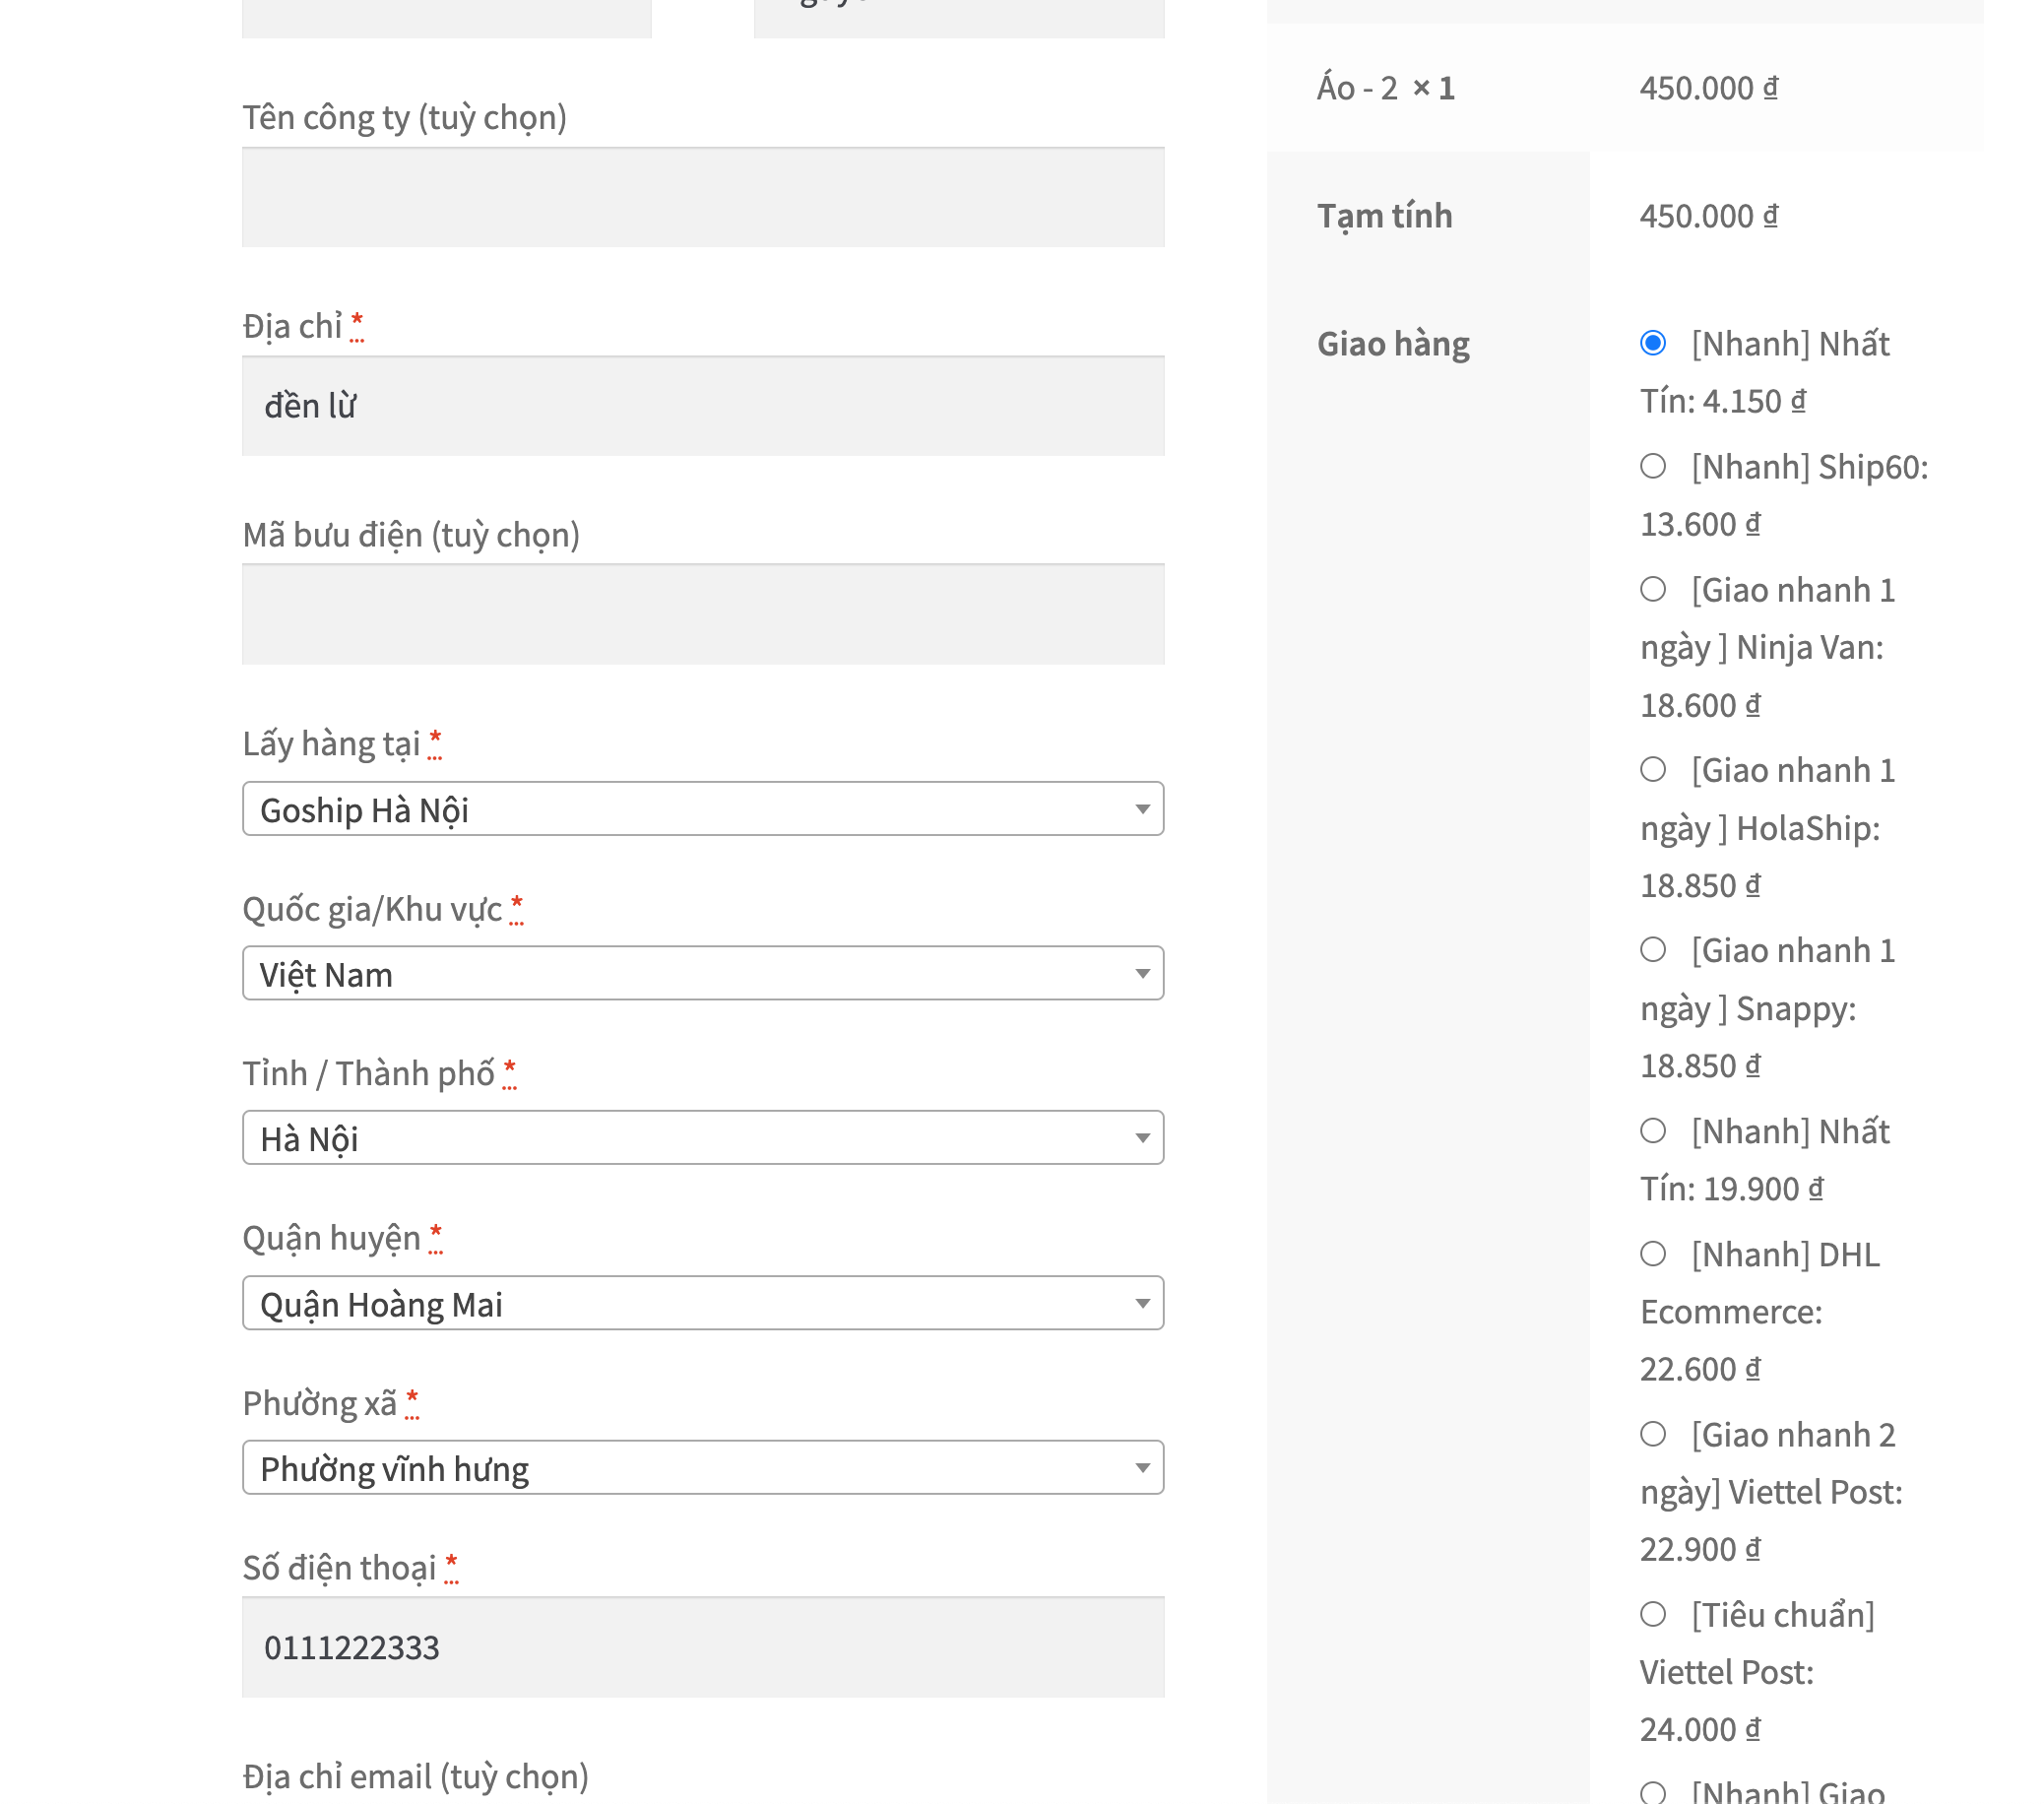 Tên công ty (tuỳ chọn)
Địa chỉ *
đền lừ
Mã bưu điện (tuỳ chọn)
Lấy hàng tại *
Goship Hà Nội
Quốc gia/Khu vực *
Việt Nam
Tỉnh / Thành phố *
Hà Nội
Quận huyện *
Quận Hoàng Mai
Phường xã *
Phường vĩnh hưng
Số điện thoại *
0111222333
Địa chỉ email (tuỳ chọn)
Áo - 2 × 1 450.000 ₫
Tạm tính 450.000 ₫
Giao hàng
[Nhanh] Nhất
Tín: 4.150 ₫
[Nhanh] Ship60:
13.600 ₫
[Giao nhanh 1
ngày ] Ninja Van:
18.600 ₫
[Giao nhanh 1
ngày ] HolaShip:
18.850 ₫
[Giao nhanh 1
ngày ] Snappy:
18.850 ₫
[Nhanh] Nhất
Tín: 19.900 ₫
[Nhanh] DHL
Ecommerce:
22.600 ₫
[Giao nhanh 2
ngày] Viettel Post:
22.900 ₫
[Tiêu chuẩn]
Viettel Post:
24.000 ₫
[Nhanh] Giao